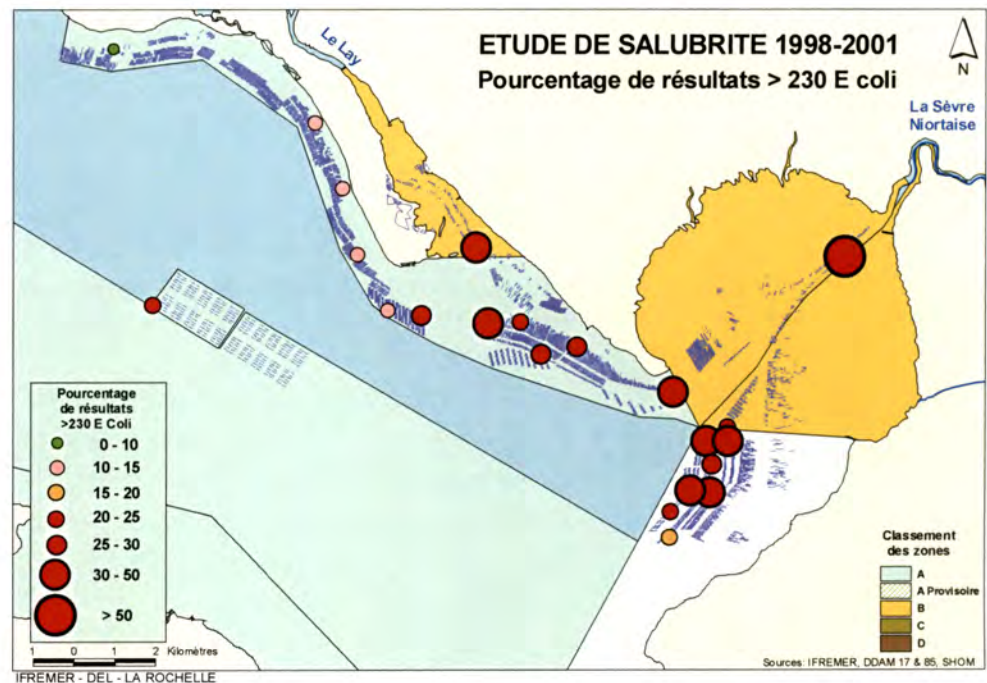 ETUDE DE SALUBRITE 1998-2001
Pourcentage de résultats > 230 E coli
N
Le Lay
La Sèvre
Niortaise
Pourcentage
de résultats
>230 E Coli
0 - 10
10 - 15
15 - 20
20 - 25
25 - 30
30 - 50
> 50
1 0 1 2 Kilomètres
Classement
des zones
A
A Provisoire
B
C
D
Sources: IFREMER, DDAM 17 & 85, SHOM
IFREMER - DEL - LA ROCHELLE